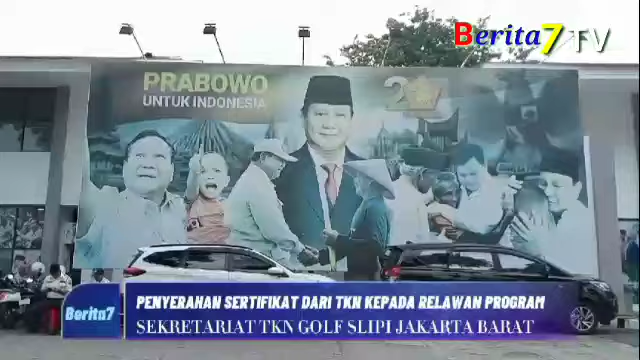 Berita7 TV
PRABOWO
UNTUK INDONESIA
Berita7
PENYERAHAN SERTIFIKAT DARI TKN KEPADA RELAWAN PROGRAM
SEKRETARIAT TKN GOLF SLIPI JAKARTA BARAT